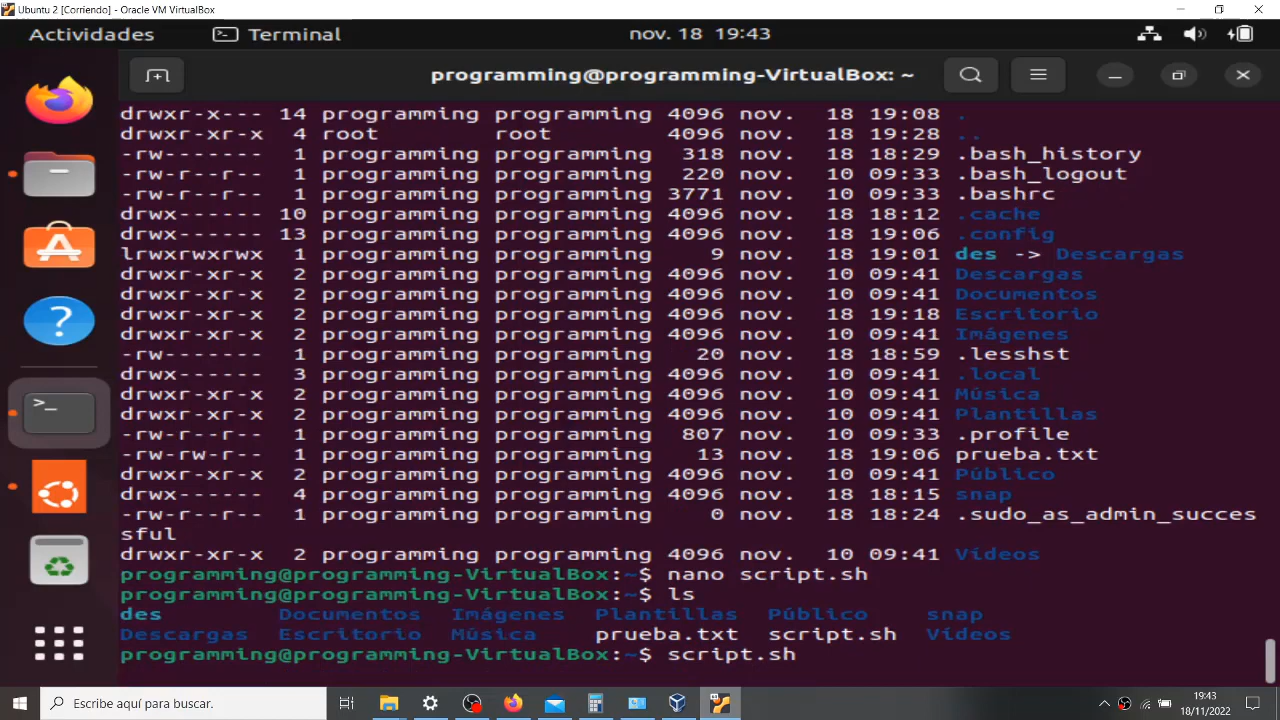 Ubuntu 2 [Corriendo] - Oracle VM VirtualBox
Actividades Terminal nov. 18 19:43
programming@programming-VirtualBox: ~
drwxr-x--- 14 programming programming 4096 nov. 18 19:08 .
drwxr-xr-x 4 root root 4096 nov. 18 19:28 ..
-rw------- 1 programming programming 318 nov. 18 18:29 .bash_history
-rw-r--r-- 1 programming programming 220 nov. 10 09:33 .bash_logout
-rw-r--r-- 1 programming programming 3771 nov. 10 09:33 .bashrc
drwx------ 10 programming programming 4096 nov. 18 18:12 .cache
drwx------ 13 programming programming 4096 nov. 18 19:06 .config
lrwxrwxrwx 1 programming programming 9 nov. 18 19:01 des -> Descargas
drwxr-xr-x 2 programming programming 4096 nov. 10 09:41 Descargas
drwxr-xr-x 2 programming programming 4096 nov. 10 09:41 Documentos
drwxr-xr-x 2 programming programming 4096 nov. 18 19:18 Escritorio
drwxr-xr-x 2 programming programming 4096 nov. 10 09:41 Imágenes
-rw------- 1 programming programming 20 nov. 18 18:59 .lesshst
drwx------ 3 programming programming 4096 nov. 10 09:41 .local
drwxr-xr-x 2 programming programming 4096 nov. 10 09:41 Música
drwxr-xr-x 2 programming programming 4096 nov. 10 09:41 Plantillas
-rw-r--r-- 1 programming programming 807 nov. 10 09:33 .profile
-rw-rw-r-- 1 programming programming 13 nov. 18 19:06 prueba.txt
drwxr-xr-x 2 programming programming 4096 nov. 10 09:41 Público
drwx------ 4 programming programming 4096 nov. 18 18:15 snap
-rw-r--r-- 1 programming programming 0 nov. 18 18:24 .sudo_as_admin_succes
sful
drwxr-xr-x 2 programming programming 4096 nov. 10 09:41 Vídeos
programming@programming-VirtualBox:~$ nano script.sh
programming@programming-VirtualBox:~$ ls
des Documentos Imágenes Plantillas Público snap
Descargas Escritorio Música prueba.txt script.sh Vídeos
programming@programming-VirtualBox:~$ script.sh
Escribe aquí para buscar.
19:43
18/11/2022